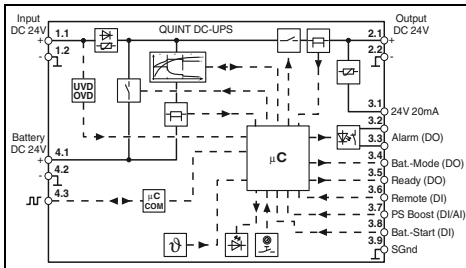 Input
DC 24V
1.1
+
1.2
-
QUINT DC-UPS
Output
DC 24V
2.1
+
2.2
-
UVD
OVD
3.1
24V 20mA
3.2
3.3
Alarm (DO)
Battery
DC 24V
4.1
+
4.2
-
4.3
µC
COM
µC
3.4
Bat.-Mode (DO)
3.5
Ready (DO)
3.6
Remote (DI)
3.7
PS Boost (DI/AI)
3.8
Bat.-Start (DI)
3.9
SGnd
ϑ